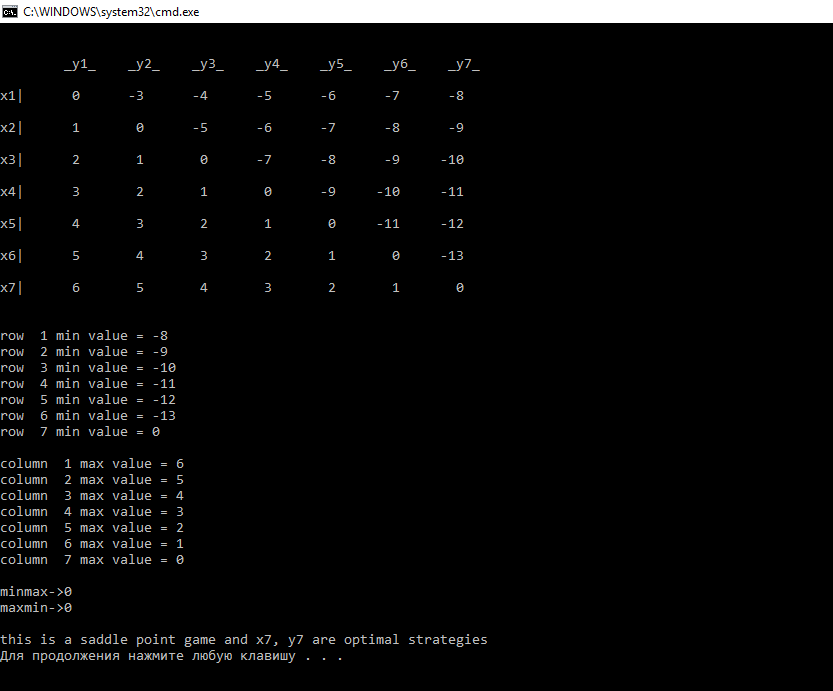 C:\WINDOWS\system32\cmd.exe
_y1_ _y2_ _y3_ _y4_ _y5_ _y6_ _y7_
x1| 0 -3 -4 -5 -6 -7 -8
x2| 1 0 -5 -6 -7 -8 -9
x3| 2 1 0 -7 -8 -9 -10
x4| 3 2 1 0 -9 -10 -11
x5| 4 3 2 1 0 -11 -12
x6| 5 4 3 2 1 0 -13
x7| 6 5 4 3 2 1 0
row 1 min value = -8
row 2 min value = -9
row 3 min value = -10
row 4 min value = -11
row 5 min value = -12
row 6 min value = -13
row 7 min value = 0
column 1 max value = 6
column 2 max value = 5
column 3 max value = 4
column 4 max value = 3
column 5 max value = 2
column 6 max value = 1
column 7 max value = 0
minmax->0
maxmin->0
this is a saddle point game and x7, y7 are optimal strategies
Для продолжения нажмите любую клавишу . . .